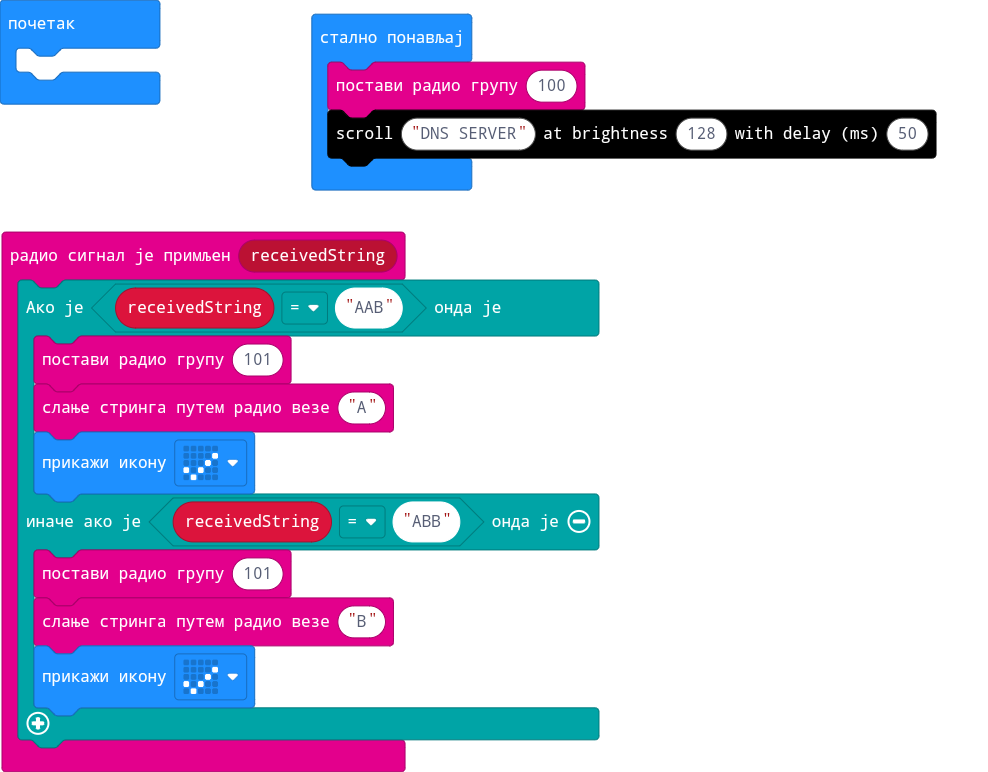 почетак
стално понављај
постави радио групу 100
scroll "DNS SERVER" at brightness 128 with delay (ms) 50
радио сигнал је примљен receivedString
Ако је receivedString = "AAB" онда је
постави радио групу 101
слање стринга путем радио везе "A"
прикажи икону
иначе ако је receivedString = "ABB" онда је
постави радио групу 101
слање стринга путем радио везе "B"
прикажи икону